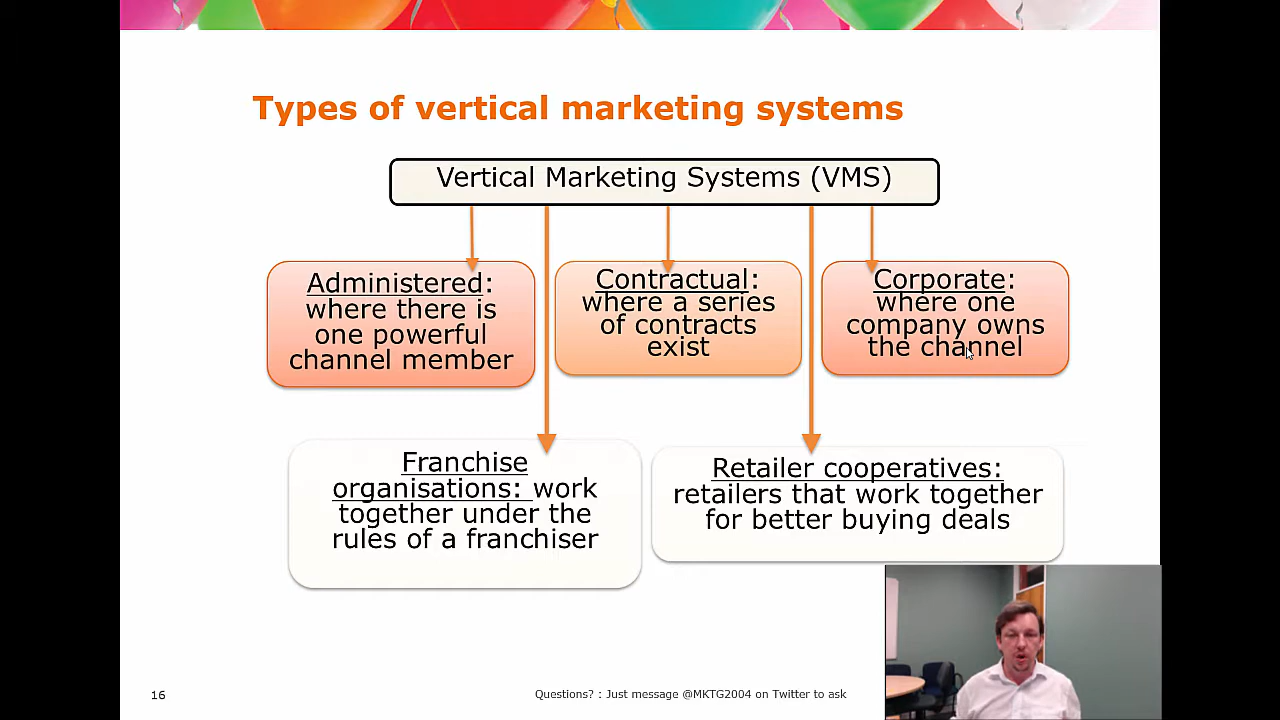 Types of vertical marketing systems
Vertical Marketing Systems (VMS)
Administered:
where there is
one powerful
channel member
Contractual:
where a series
of contracts
exist
Corporate:
where one
company owns
the channel
Franchise
organisations: work
together under the
rules of a franchiser
Retailer cooperatives:
retailers that work together
for better buying deals
16
Questions? : Just message @MKTG2004 on Twitter to ask